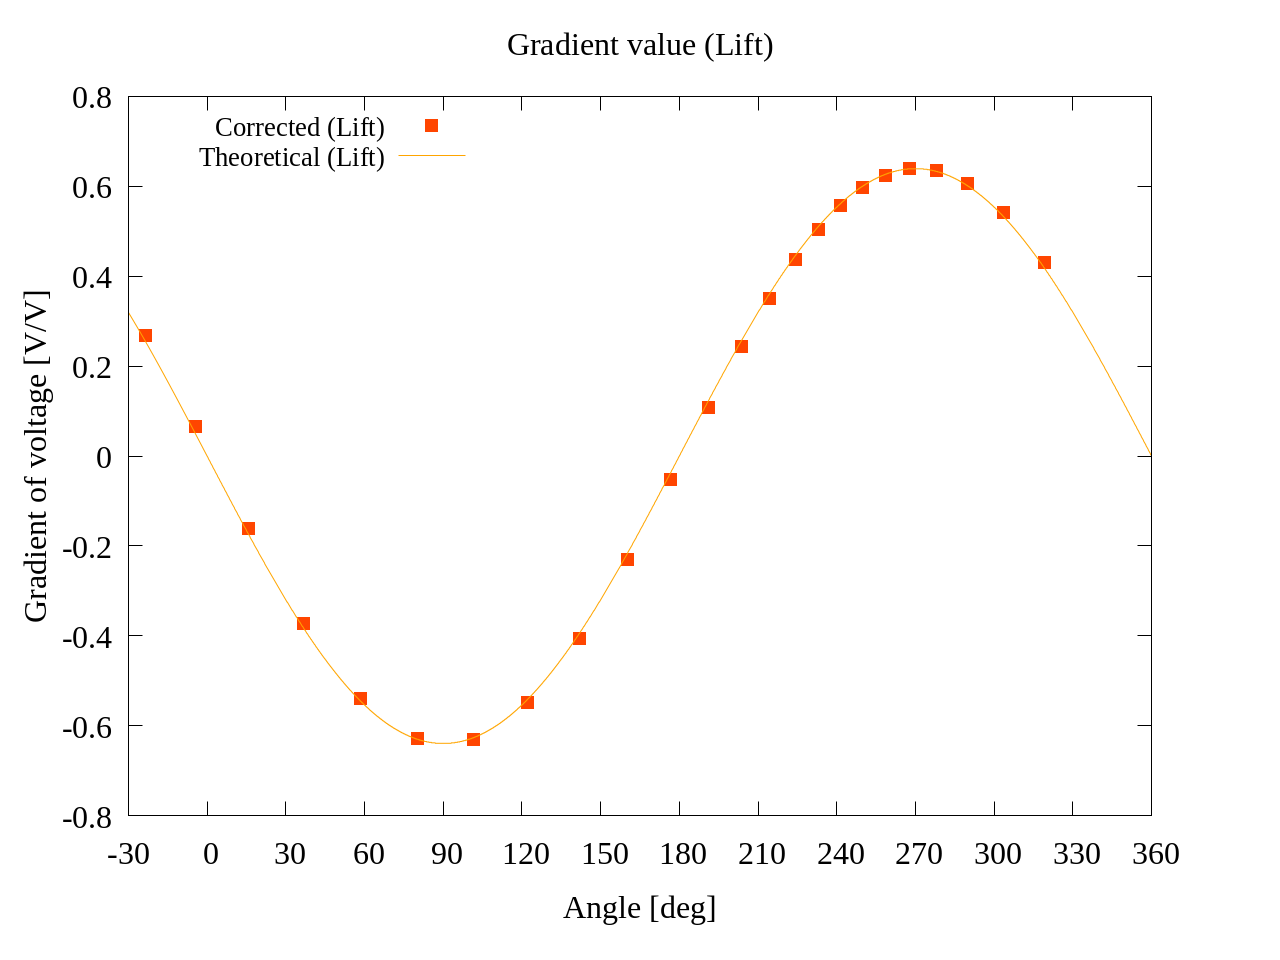 Gradient value (Lift)
Corrected (Lift)
Theoretical (Lift)
0.8
0.6
0.4
0.2
0
-0.2
-0.4
-0.6
-0.8
Gradient of voltage [V/V]
-30 0 30 60 90 120 150 180 210 240 270 300 330 360
Angle [deg]